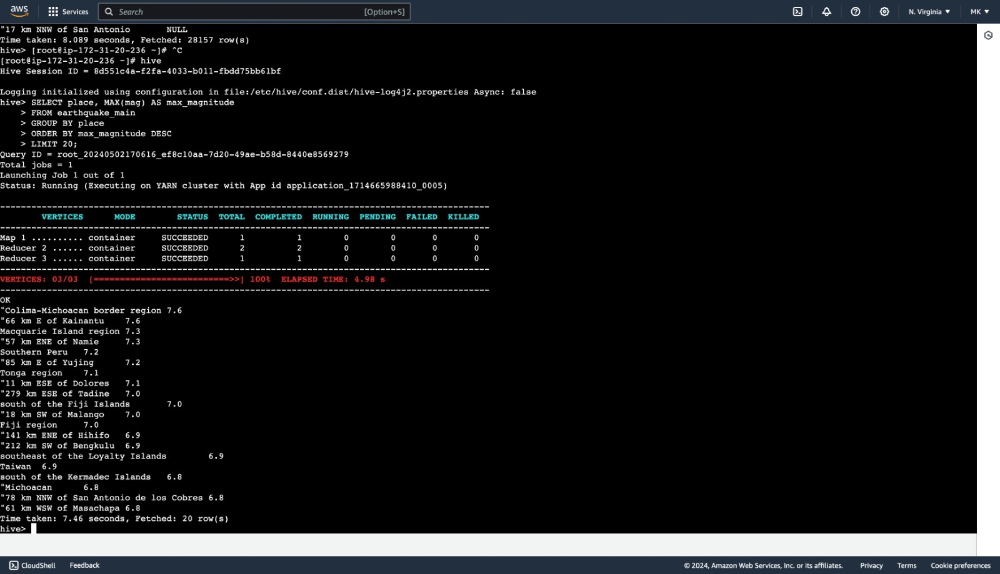 aws Services Search [Option+S] N. Virginia ▼ MK ▼
"17 km NNW of San Antonio NULL
Time taken: 8.089 seconds, Fetched: 28157 row(s)
hive> [root@ip-172-31-20-236 ~]# ^C
[root@ip-172-31-20-236 ~]# hive
Hive Session ID = 8d551c4a-f2fa-4033-b011-fbdd75bb61bf
Logging initialized using configuration in file:/etc/hive/conf.dist/hive-log4j2.properties Async: false
hive> SELECT place, MAX(mag) AS max_magnitude
    > FROM earthquake_main
    > GROUP BY place
    > ORDER BY max_magnitude DESC
    > LIMIT 20;
Query ID = root_20240502170616_ef8c10aa-7d20-49ae-b58d-8440e8569279
Total jobs = 1
Launching Job 1 out of 1
Status: Running (Executing on YARN cluster with App id application_1714665988410_0005)
----------------------------------------------------------------------------------------------
VERTICES MODE STATUS TOTAL COMPLETED RUNNING PENDING FAILED KILLED
----------------------------------------------------------------------------------------------
Map 1 .......... container SUCCEEDED 1 1 0 0 0 0
Reducer 2 ...... container SUCCEEDED 2 2 0 0 0 0
Reducer 3 ...... container SUCCEEDED 1 1 0 0 0 0
----------------------------------------------------------------------------------------------
VERTICES: 03/03 [==========================>>] 100% ELAPSED TIME: 4.98 s
----------------------------------------------------------------------------------------------
OK
"Colima-Michoacan border region 7.6
"66 km E of Kainantu 7.6
Macquarie Island region 7.3
"57 km ENE of Namie 7.3
Southern Peru 7.2
"85 km E of Yujing 7.2
Tonga region 7.1
"11 km ESE of Dolores 7.1
"279 km ESE of Tadine 7.0
south of the Fiji Islands 7.0
"18 km SW of Malango 7.0
Fiji region 7.0
"141 km ENE of Hihifo 6.9
"212 km SW of Bengkulu 6.9
southeast of the Loyalty Islands 6.9
Taiwan 6.9
south of the Kermadec Islands 6.8
"Michoacan 6.8
"78 km NNW of San Antonio de los Cobres 6.8
"61 km WSW of Masachapa 6.8
Time taken: 7.46 seconds, Fetched: 20 row(s)
hive>
CloudShell Feedback © 2024, Amazon Web Services, Inc. or its affiliates. Privacy Terms Cookie preferences